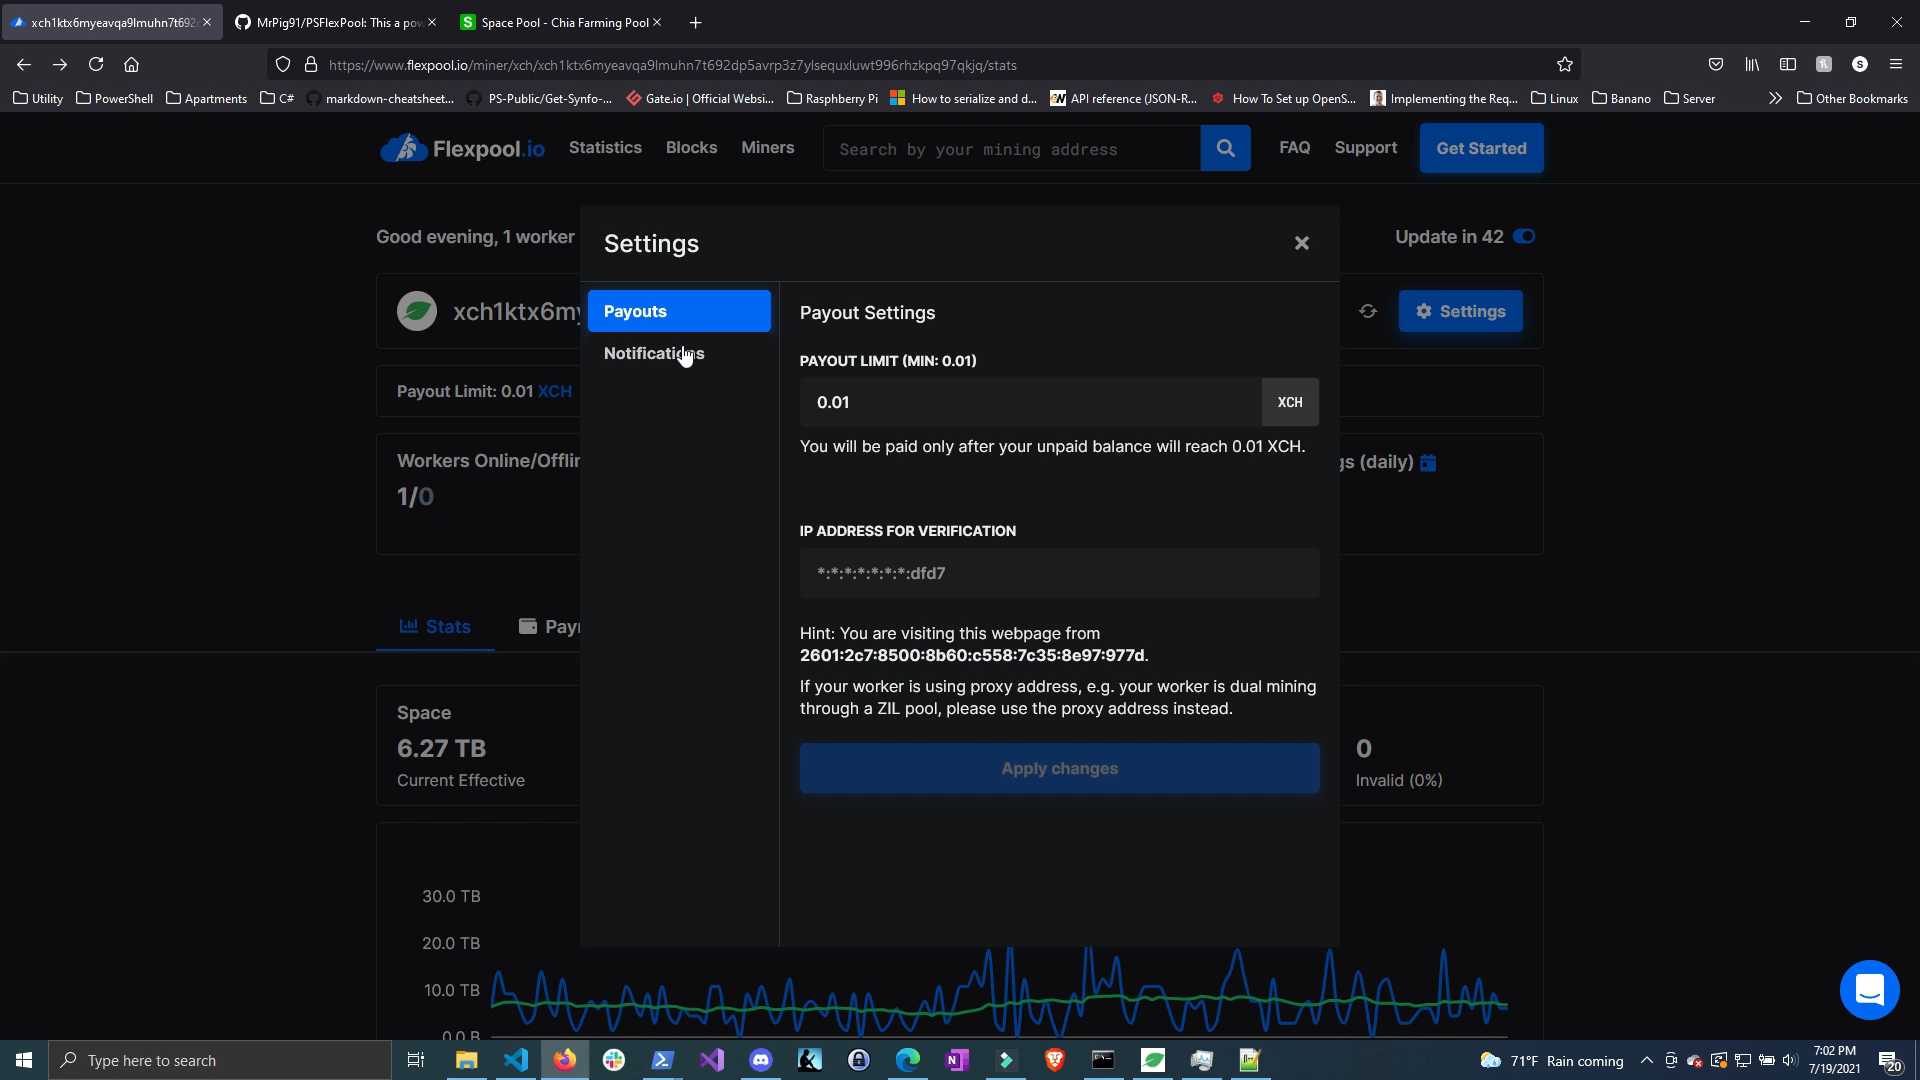 xch1ktx6myeavqa9lmuhn7t692
MrPig91/PSFlexPool: This a pow
Space Pool - Chia Farming Pool
https://www.flexpool.io/miner/xch/xch1ktx6myeavqa9lmuhn7t692dp5avrp3z7ylsequxluwt996rhzkpq97qkjq/stats
Utility
PowerShell
Apartments
C#
markdown-cheatsheet...
PS-Public/Get-Synfo-...
Gate.io | Official Websi...
Raspberry Pi
How to serialize and d...
API reference (JSON-R...
How To Set up OpenS...
Implementing the Req...
Linux
Banano
Server
Other Bookmarks
Flexpool.io
Statistics
Blocks
Miners
Search by your mining address
FAQ
Support
Get Started
Good evening, 1 worker
Update in 42
xch1ktx6my
Settings
Payout Limit: 0.01 XCH
Workers Online/Offlin
1/0
gs (daily)
Stats
Payr
Space
6.27 TB
Current Effective
0
Invalid (0%)
30.0 TB
20.0 TB
10.0 TB
0.0 B
Settings
Payouts
Notifications
Payout Settings
PAYOUT LIMIT (MIN: 0.01)
0.01
XCH
You will be paid only after your unpaid balance will reach 0.01 XCH.
IP ADDRESS FOR VERIFICATION
*:*:*:*:*:*:*:dfd7
Hint: You are visiting this webpage from
2601:2c7:8500:8b60:c558:7c35:8e97:977d.
If your worker is using proxy address, e.g. your worker is dual mining
through a ZIL pool, please use the proxy address instead.
Apply changes
Type here to search
71°F Rain coming
7:02 PM
7/19/2021
20